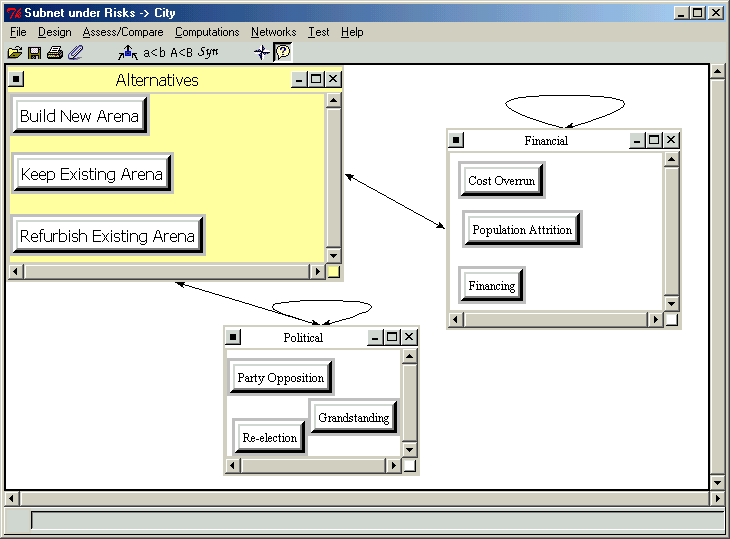 Subnet under Risks -> City
File Design Assess/Compare Computations Networks Test Help
a<b A<B Syn
Alternatives
Build New Arena
Keep Existing Arena
Refurbish Existing Arena
Financial
Cost Overrun
Population Attrition
Financing
Political
Party Opposition
Grandstanding
Re-election